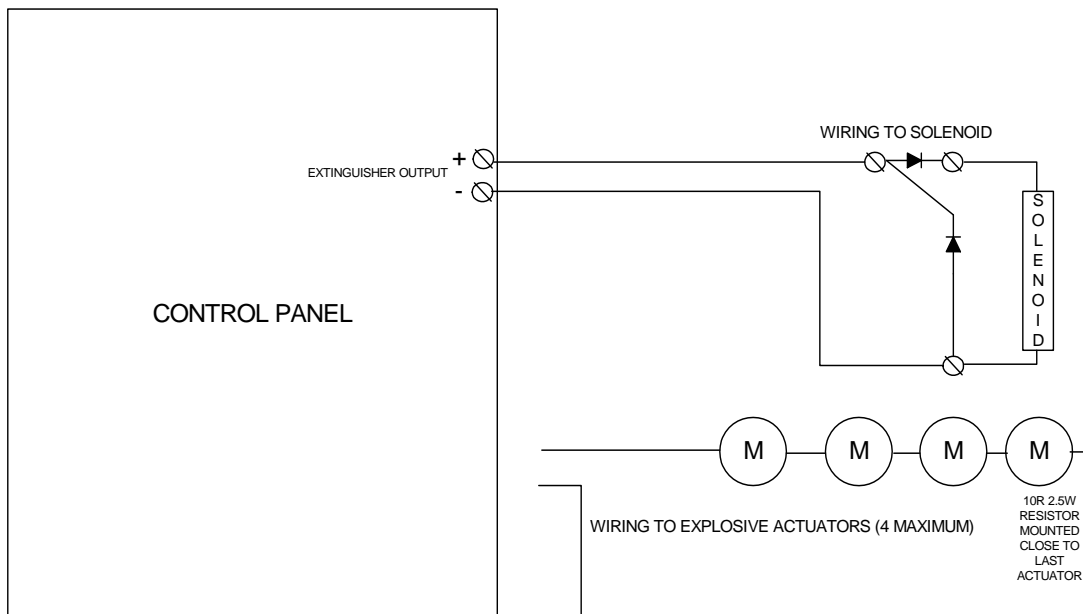 WIRING TO SOLENOID
+
EXTINGUISHER OUTPUT
-
S
O
L
E
N
O
I
D
CONTROL PANEL
M M M M
10R 2.5W
RESISTOR
MOUNTED
CLOSE TO
LAST
ACTUATOR
WIRING TO EXPLOSIVE ACTUATORS (4 MAXIMUM)